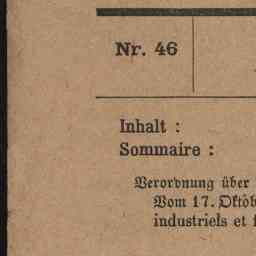 Nr. 46
Inhalt :
Sommaire :
Verordnung über
Vom 17. Oktob
industriels et f